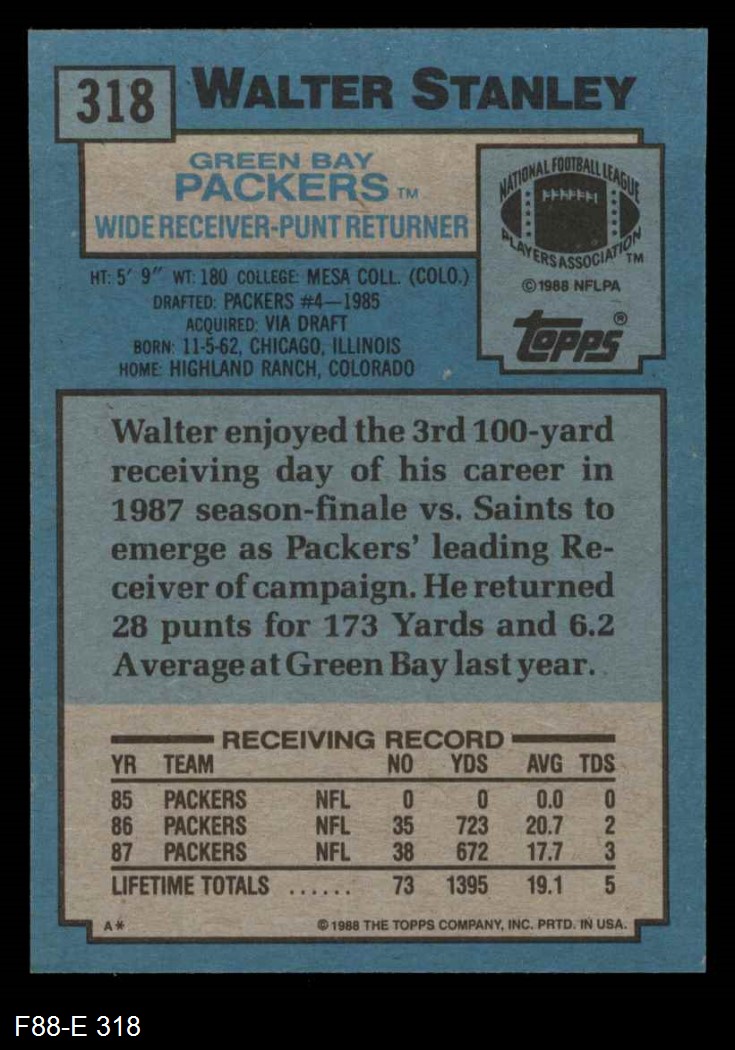 318 WALTER STANLEY
GREEN BAY
PACKERS TM
WIDE RECEIVER-PUNT RETURNER
NATIONAL FOOTBALL LEAGUE
PLAYERS ASSOCIATION TM
© 1988 NFLPA
topps®
HT: 5' 9" WT: 180 COLLEGE: MESA COLL. (COLO.)
DRAFTED: PACKERS #4—1985
ACQUIRED: VIA DRAFT
BORN: 11-5-62, CHICAGO, ILLINOIS
HOME: HIGHLAND RANCH, COLORADO
Walter enjoyed the 3rd 100-yard
receiving day of his career in
1987 season-finale vs. Saints to
emerge as Packers' leading Re-
ceiver of campaign. He returned
28 punts for 173 Yards and 6.2
Average at Green Bay last year.
RECEIVING RECORD
YR TEAM NO YDS AVG TDS
85 PACKERS NFL 0 0 0.0 0
86 PACKERS NFL 35 723 20.7 2
87 PACKERS NFL 38 672 17.7 3
LIFETIME TOTALS ...... 73 1395 19.1 5
A* © 1988 THE TOPPS COMPANY, INC. PRTD. IN USA.
F88-E 318